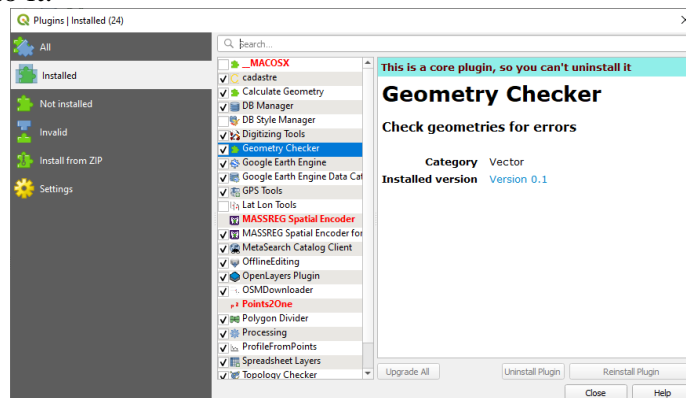 Plugins | Installed (24)
All
Installed
Not installed
Invalid
Install from ZIP
Settings
Search...
__MACOSX
cadastre
Calculate Geometry
DB Manager
DB Style Manager
Digitizing Tools
Geometry Checker
Google Earth Engine
Google Earth Engine Data Cat
GPS Tools
Lat Lon Tools
MASSREG Spatial Encoder
MASSREG Spatial Encoder for
MetaSearch Catalog Client
OfflineEditing
OpenLayers Plugin
OSMDownloader
Points2One
Polygon Divider
Processing
ProfileFromPoints
Spreadsheet Layers
Topology Checker
This is a core plugin, so you can't uninstall it
Geometry Checker
Check geometries for errors
Category Vector
Installed version Version 0.1
Upgrade All Uninstall Plugin Reinstall Plugin
Close Help